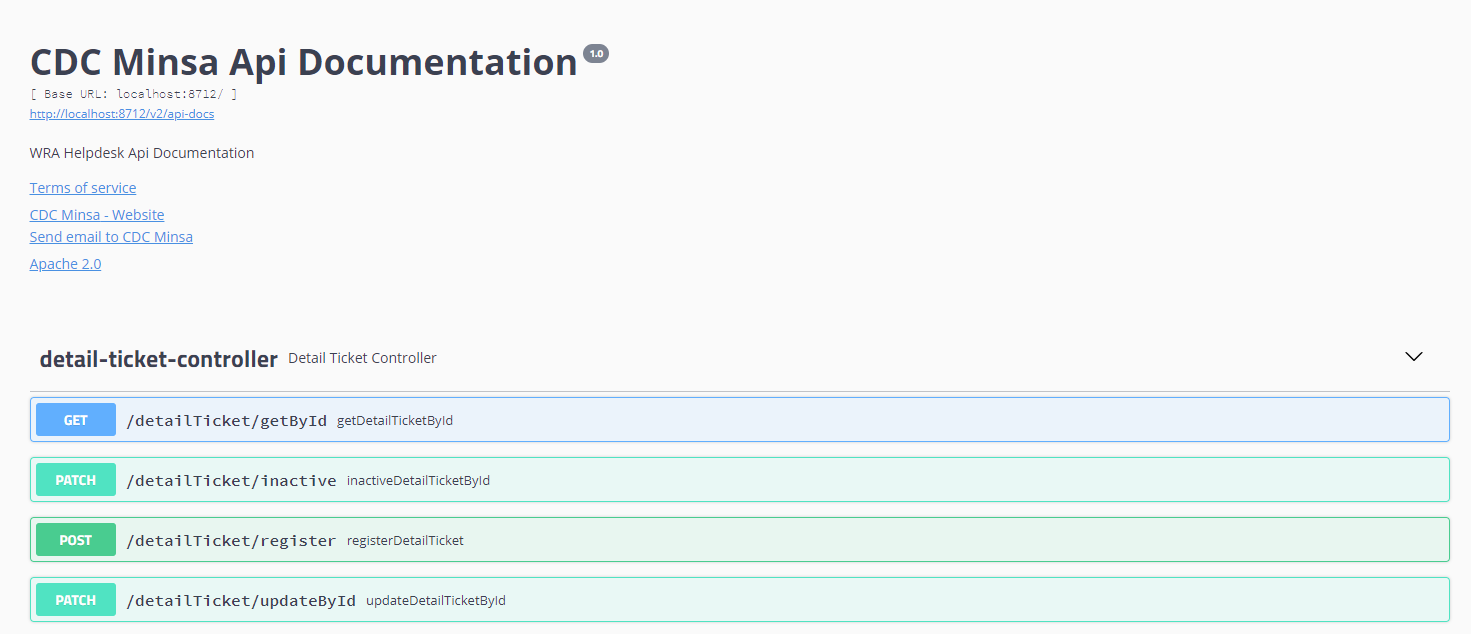 CDC Minsa Api Documentation 1.0
[ Base URL: localhost:8712/ ]
http://localhost:8712/v2/api-docs
WRA Helpdesk Api Documentation
Terms of service
CDC Minsa - Website
Send email to CDC Minsa
Apache 2.0
detail-ticket-controller Detail Ticket Controller
GET /detailTicket/getById getDetailTicketById
PATCH /detailTicket/inactive inactiveDetailTicketById
POST /detailTicket/register registerDetailTicket
PATCH /detailTicket/updateById updateDetailTicketById